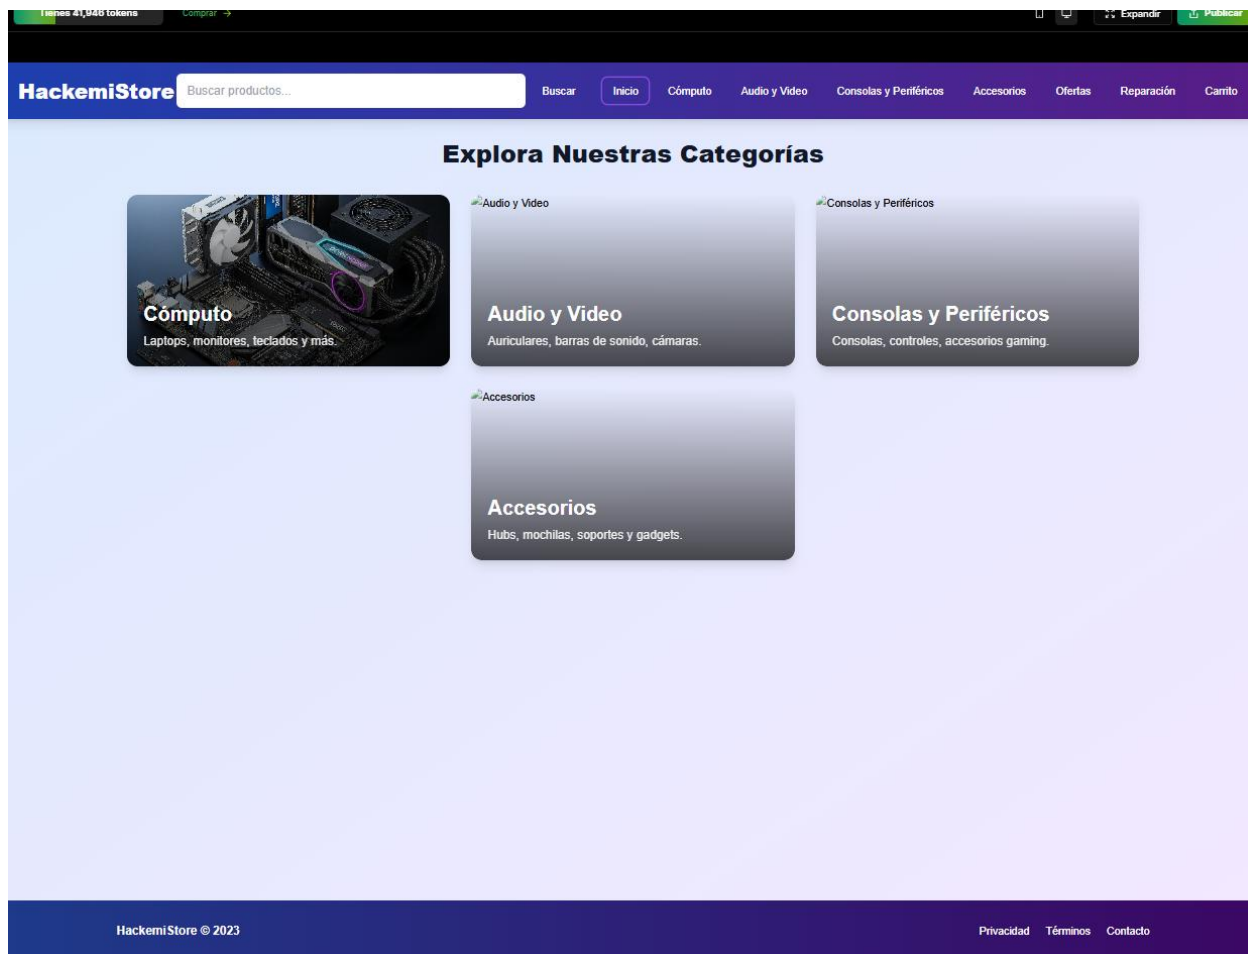 Tienes 41,946 tokens Comprar → Expandir Publicar
HackemiStore Buscar productos... Buscar Inicio Cómputo Audio y Video Consolas y Periféricos Accesorios Ofertas Reparación Carrito
Explora Nuestras Categorías
Audio y Video
Consolas y Periféricos
Cómputo
Laptops, monitores, teclados y más.
Audio y Video
Auriculares, barras de sonido, cámaras.
Consolas y Periféricos
Consolas, controles, accesorios gaming.
Accesorios
Accesorios
Hubs, mochilas, soportes y gadgets.
HackemiStore © 2023 Privacidad Términos Contacto